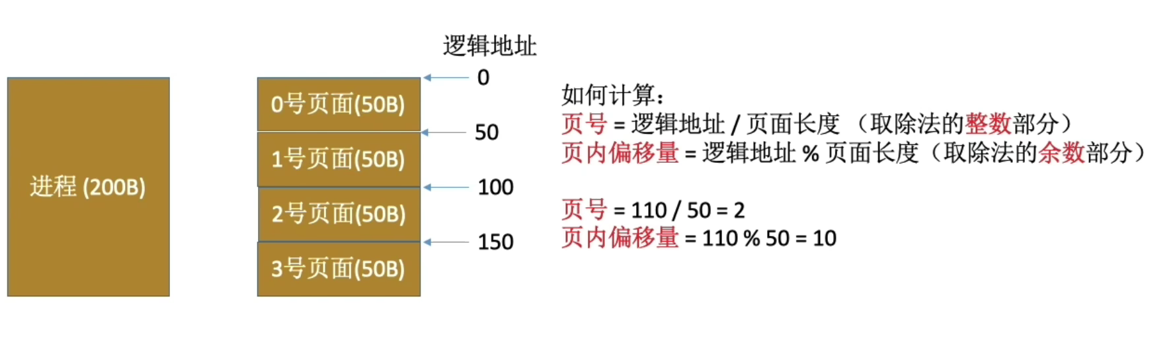 逻辑地址
0
0号页面(50B)
50
1号页面(50B)
进程 (200B)
100
2号页面(50B)
150
3号页面(50B)
如何计算：
页号 = 逻辑地址 / 页面长度 （取除法的整数部分）
页内偏移量 = 逻辑地址 % 页面长度（取除法的余数部分）
页号 = 110 / 50 = 2
页内偏移量 = 110 % 50 = 10